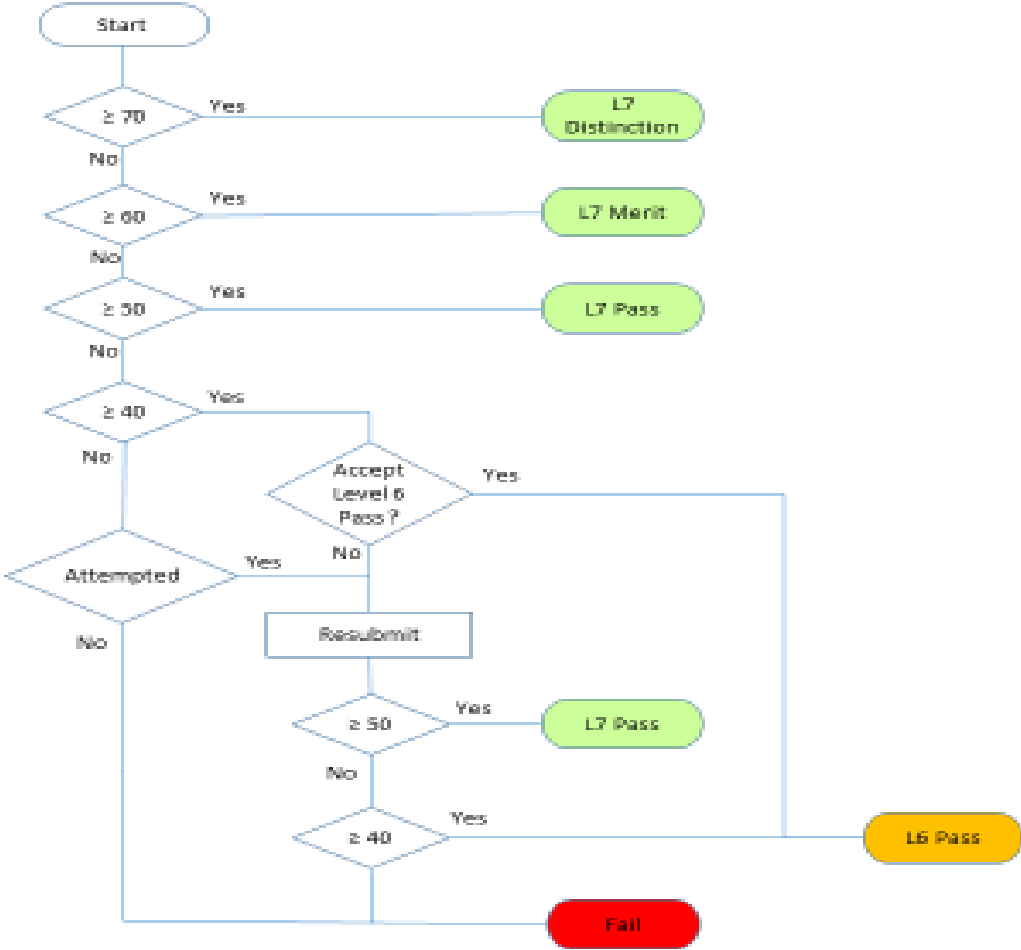 Start
≥ 70
Yes
L7
Distinction
No
≥ 60
Yes
L7 Merit
No
≥ 50
Yes
L7 Pass
No
≥ 40
Yes
No
Accept
Level 6
Pass?
Yes
No
Attempted
Yes
No
Resubmit
≥ 50
Yes
L7 Pass
No
≥ 40
Yes
L6 Pass
Fail